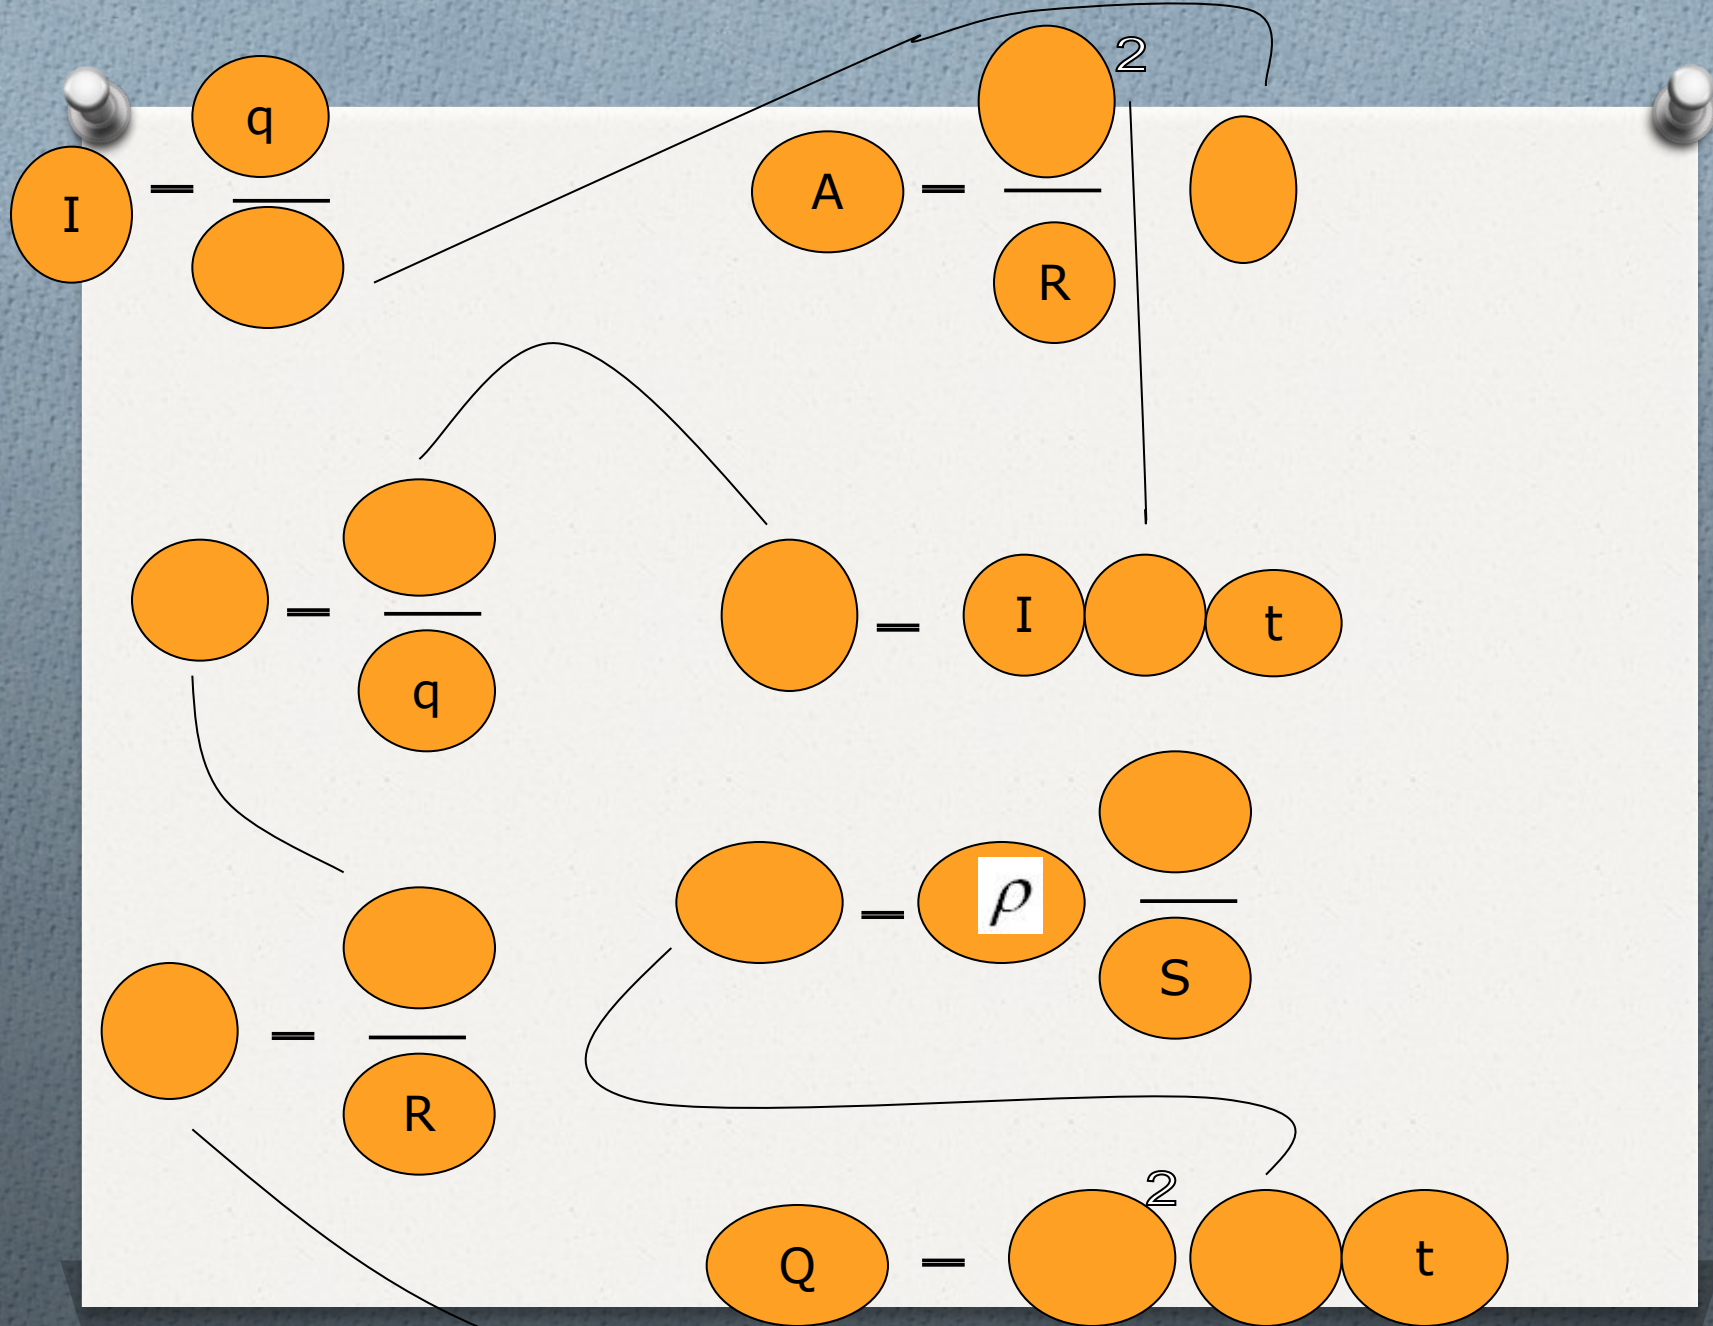 I = q
A = 2
R
q
= I t
=
= ρ
S
=
R
Q = 2 t